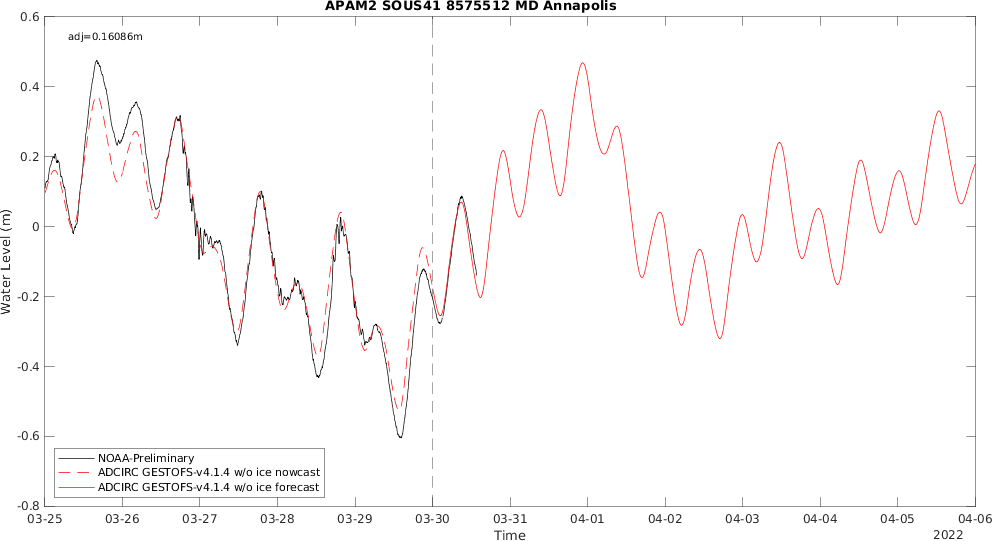 APAM2 SOUS41 8575512 MD Annapolis
adj=0.16086m
Water Level (m)
0.6
0.4
0.2
0
-0.2
-0.4
-0.6
-0.8
NOAA-Preliminary
ADCIRC GESTOFS-v4.1.4 w/o ice nowcast
ADCIRC GESTOFS-v4.1.4 w/o ice forecast
03-25 03-26 03-27 03-28 03-29 03-30 03-31 04-01 04-02 04-03 04-04 04-05 04-06
Time
2022